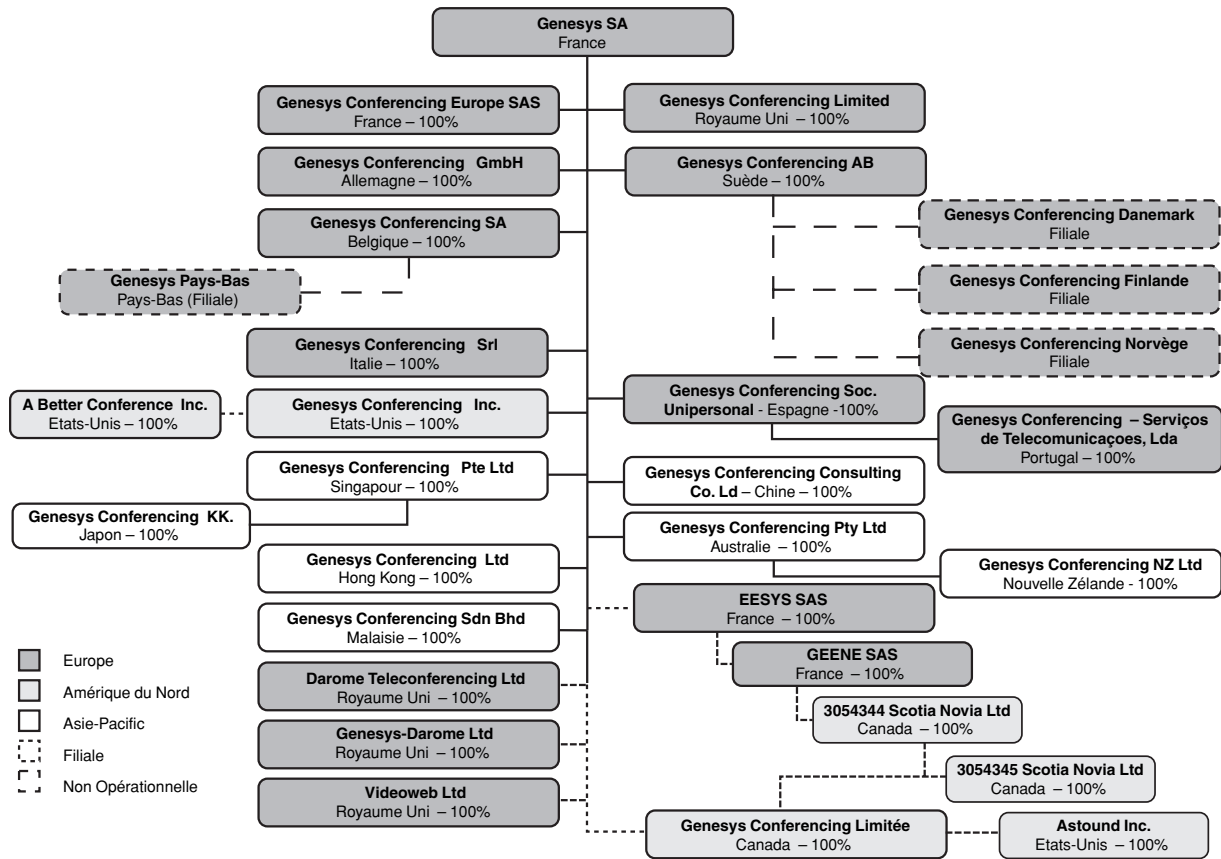 Genesys SA
France
Genesys Conferencing Europe SAS
France – 100%
Genesys Conferencing Limited
Royaume Uni – 100%
Genesys Conferencing GmbH
Allemagne – 100%
Genesys Conferencing AB
Suède – 100%
Genesys Conferencing SA
Belgique – 100%
Genesys Conferencing Danemark
Filiale
Genesys Pays-Bas
Pays-Bas (Filiale)
Genesys Conferencing Finlande
Filiale
Genesys Conferencing Srl
Italie – 100%
Genesys Conferencing Norvège
Filiale
A Better Conference Inc.
Etats-Unis – 100%
Genesys Conferencing Inc.
Etats-Unis – 100%
Genesys Conferencing Soc.
Unipersonal - Espagne -100%
Genesys Conferencing – Serviços
de Telecomunicaçoes, Lda
Portugal – 100%
Genesys Conferencing Pte Ltd
Singapour – 100%
Genesys Conferencing Consulting
Co. Ld – Chine – 100%
Genesys Conferencing KK.
Japon – 100%
Genesys Conferencing Pty Ltd
Australie – 100%
Genesys Conferencing Ltd
Hong Kong – 100%
Genesys Conferencing NZ Ltd
Nouvelle Zélande - 100%
EESYS SAS
France – 100%
Genesys Conferencing Sdn Bhd
Malaisie – 100%
GEENE SAS
France – 100%
Darome Teleconferencing Ltd
Royaume Uni – 100%
3054344 Scotia Novia Ltd
Canada – 100%
Genesys-Darome Ltd
Royaume Uni – 100%
3054345 Scotia Novia Ltd
Canada – 100%
Videoweb Ltd
Royaume Uni – 100%
Genesys Conferencing Limitée
Canada – 100%
Astound Inc.
Etats-Unis – 100%
Europe
Amérique du Nord
Asie-Pacific
Filiale
Non Opérationnelle